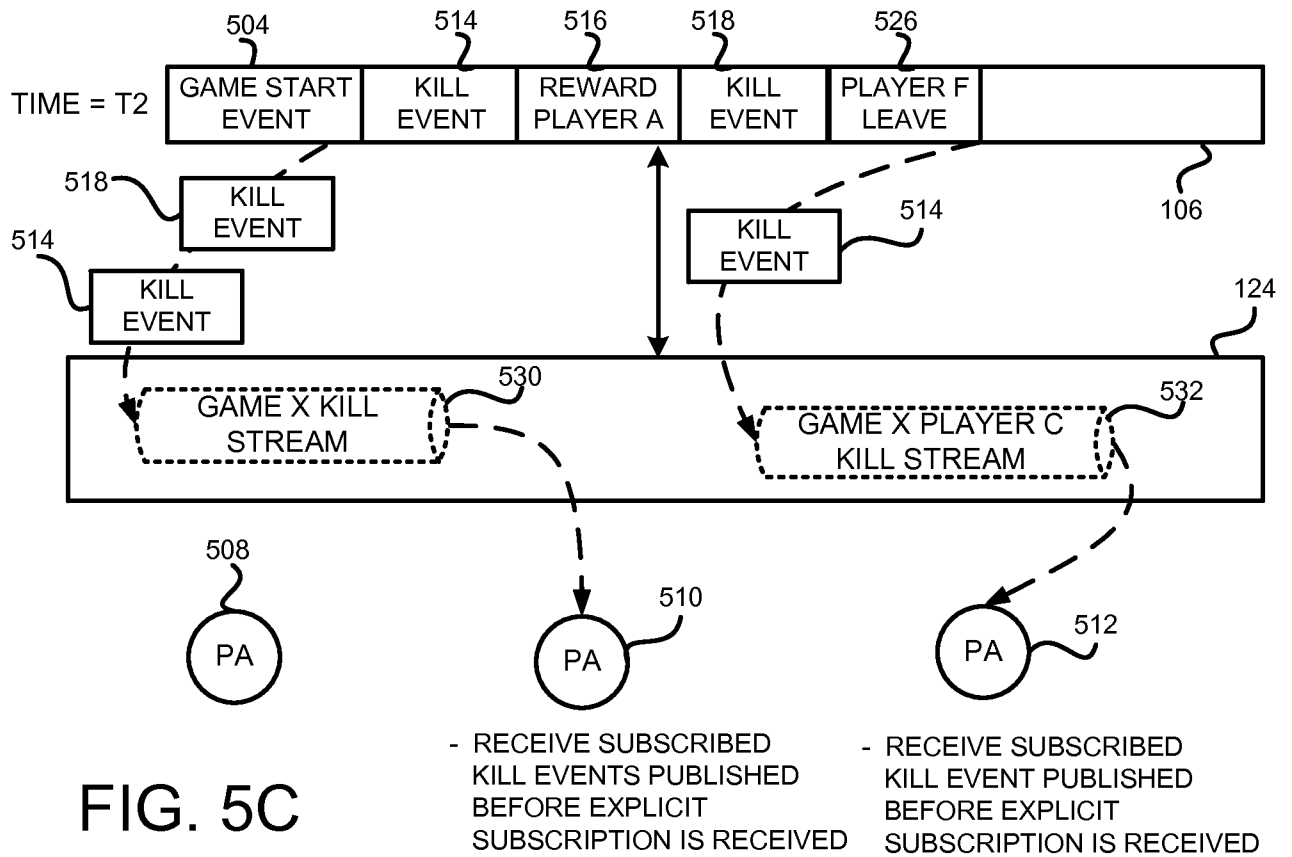 504
514
516
518
526
TIME = T2
GAME START
EVENT
KILL
EVENT
REWARD
PLAYER A
KILL
EVENT
PLAYER F
LEAVE
106
518
KILL
EVENT
514
KILL
EVENT
KILL
EVENT
514
124
GAME X KILL
STREAM
530
GAME X PLAYER C
KILL STREAM
532
508
PA
510
PA
512
PA
- RECEIVE SUBSCRIBED
KILL EVENTS PUBLISHED
BEFORE EXPLICIT
SUBSCRIPTION IS RECEIVED
- RECEIVE SUBSCRIBED
KILL EVENT PUBLISHED
BEFORE EXPLICIT
SUBSCRIPTION IS RECEIVED
FIG. 5C